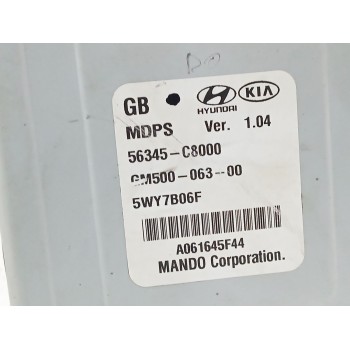 GB HYUNDAI KIA
MDPS Ver. 1.04
56345-C8000
GM500-063-00
5WY7B06F
A061645F44
MANDO Corporation.